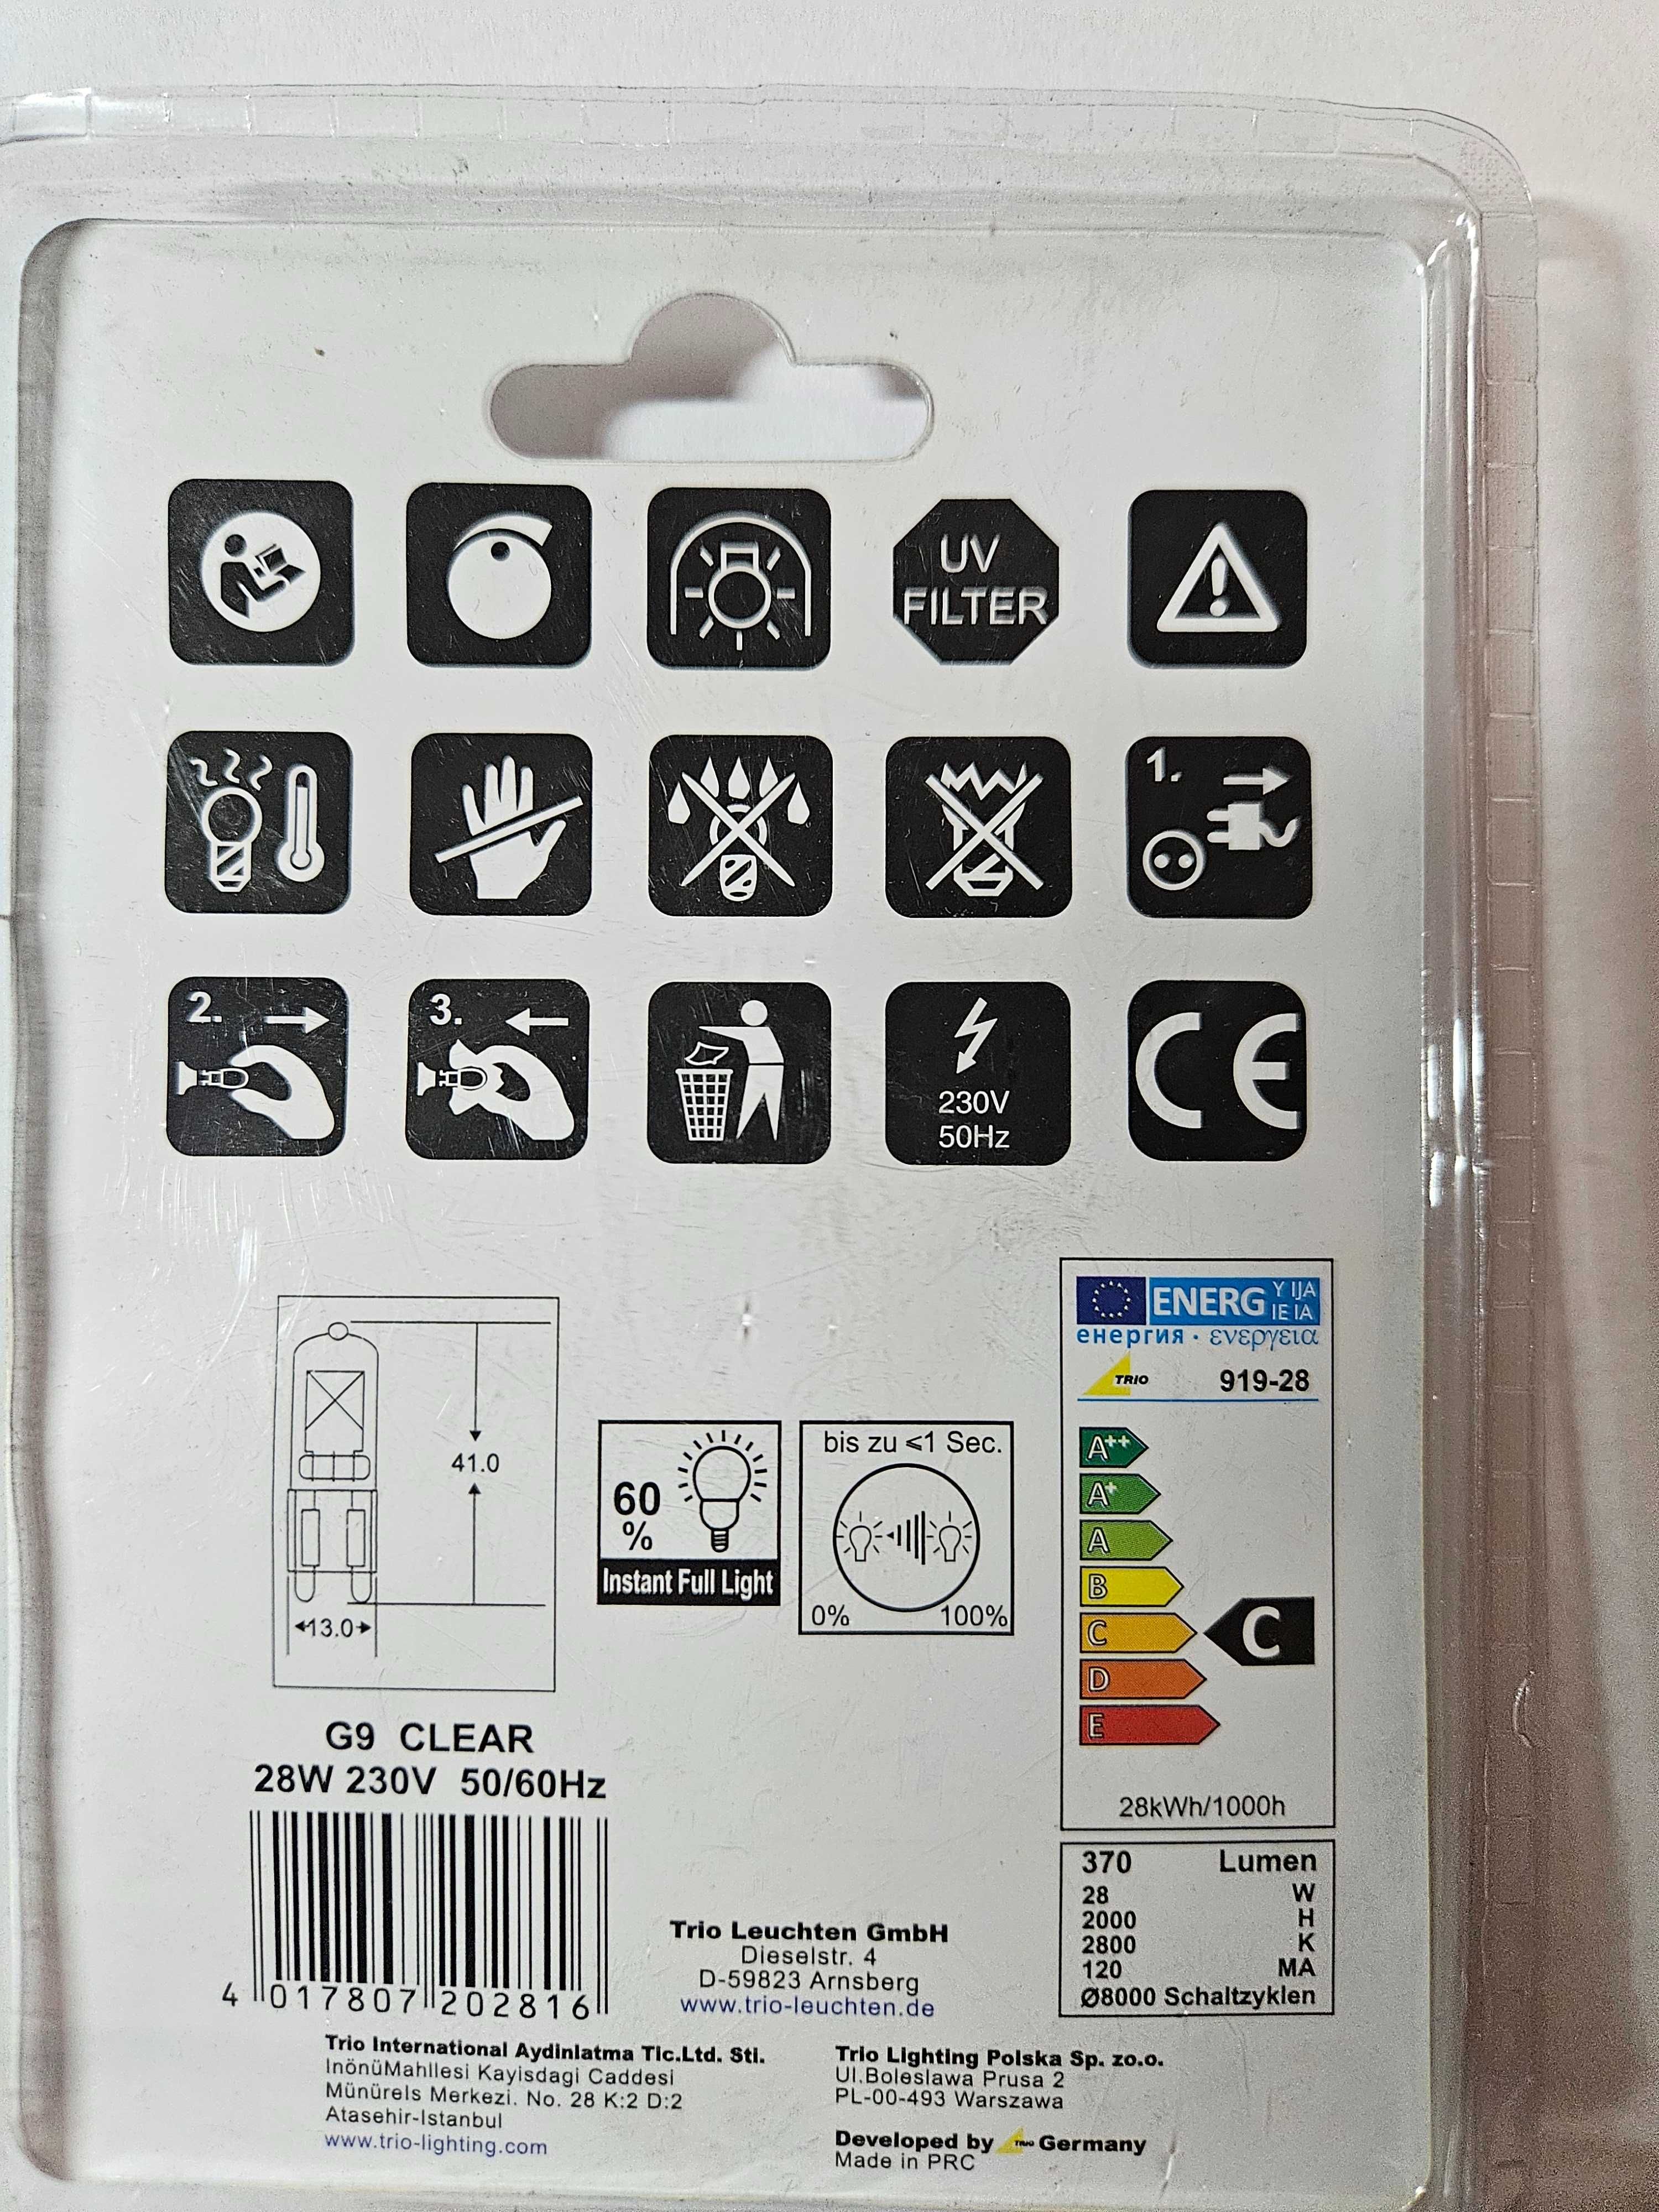 UV
FILTER
1.
2.
3.
230V
50Hz
CE
41.0
13.0
60
%
Instant Full Light
bis zu ⩽1 Sec.
0% 100%
ENERG Y IJA
IE IA
енергия · ενεργεια
TRIO 919-28
A++
A+
A
B
C
C
D
E
28kWh/1000h
G9 CLEAR
28W 230V 50/60Hz
4 017807 202816
370 Lumen
28 W
2000 H
2800 K
120 MA
Ø8000 Schaltzyklen
Trio Leuchten GmbH
Dieselstr. 4
D-59823 Arnsberg
www.trio-leuchten.de
Trio International Aydinlatma Tic.Ltd. Sti.
InönüMahllesi Kayisdagi Caddesi
Münürels Merkezi. No. 28 K:2 D:2
Atasehir-Istanbul
www.trio-lighting.com
Trio Lighting Polska Sp. zo.o.
Ul.Boleslawa Prusa 2
PL-00-493 Warszawa
Developed by TRIO Germany
Made in PRC